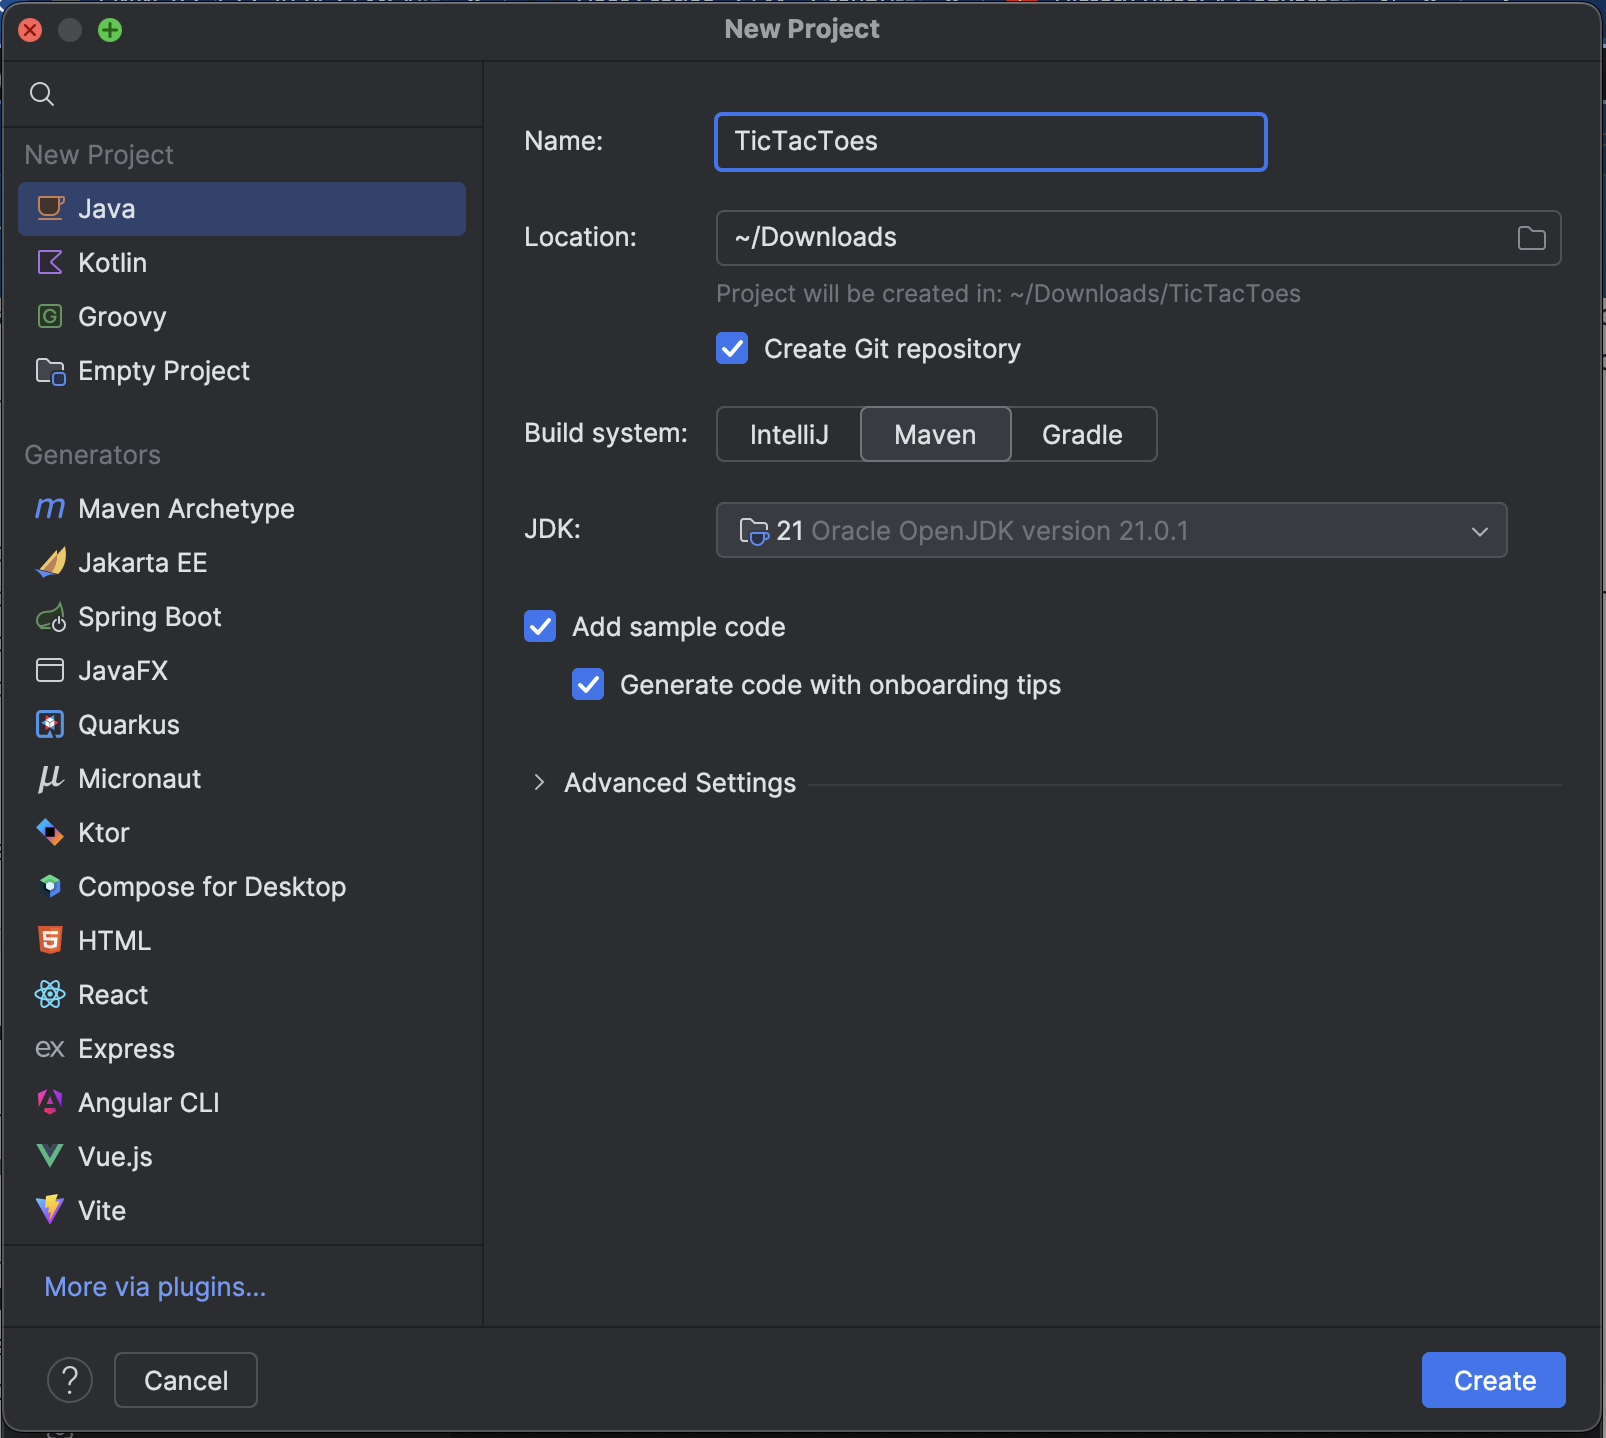 New Project
New Project
Java
Kotlin
Groovy
Empty Project
Generators
Maven Archetype
Jakarta EE
Spring Boot
JavaFX
Quarkus
Micronaut
Ktor
Compose for Desktop
HTML
React
Express
Angular CLI
Vue.js
Vite
More via plugins...
Name:
TicTacToes
Location:
~/Downloads
Project will be created in: ~/Downloads/TicTacToes
Create Git repository
Build system:
IntelliJ Maven Gradle
JDK:
21 Oracle OpenJDK version 21.0.1
Add sample code
Generate code with onboarding tips
Advanced Settings
? Cancel
Create